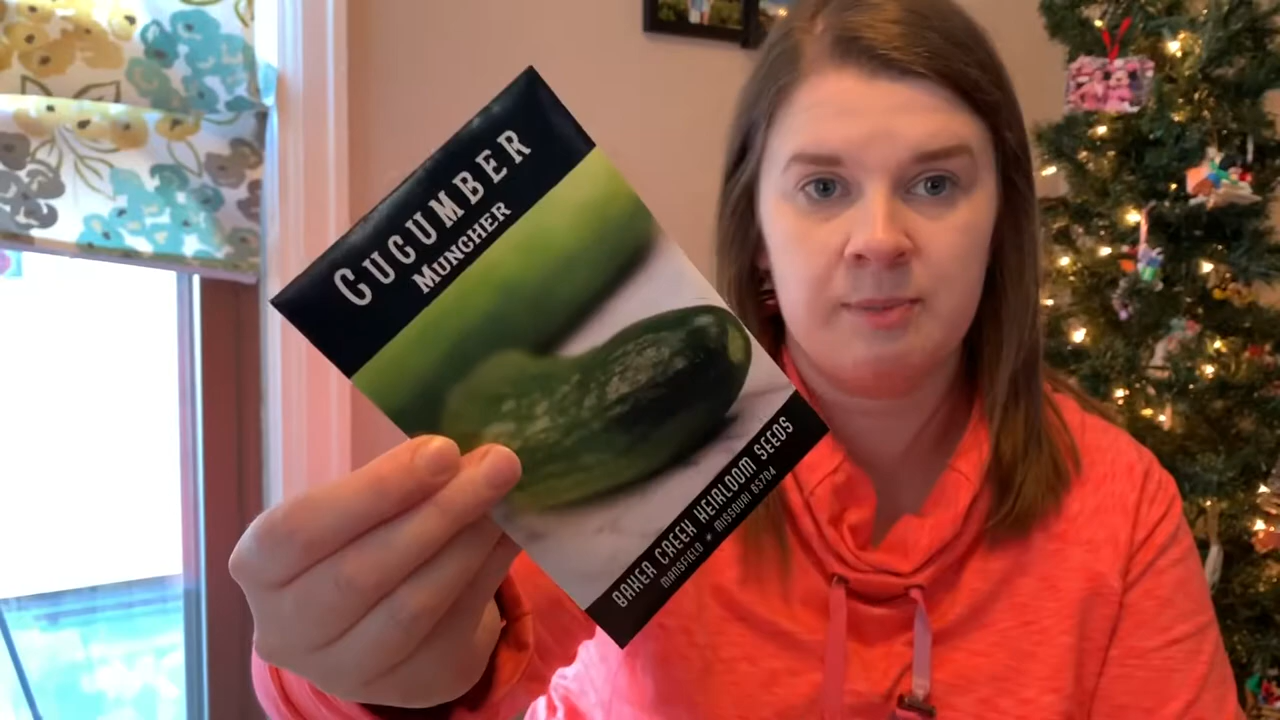 CUCUMBER
MUNCHER
BAKER CREEK HEIRLOOM SEEDS
MANSFIELD * MISSOURI 65704